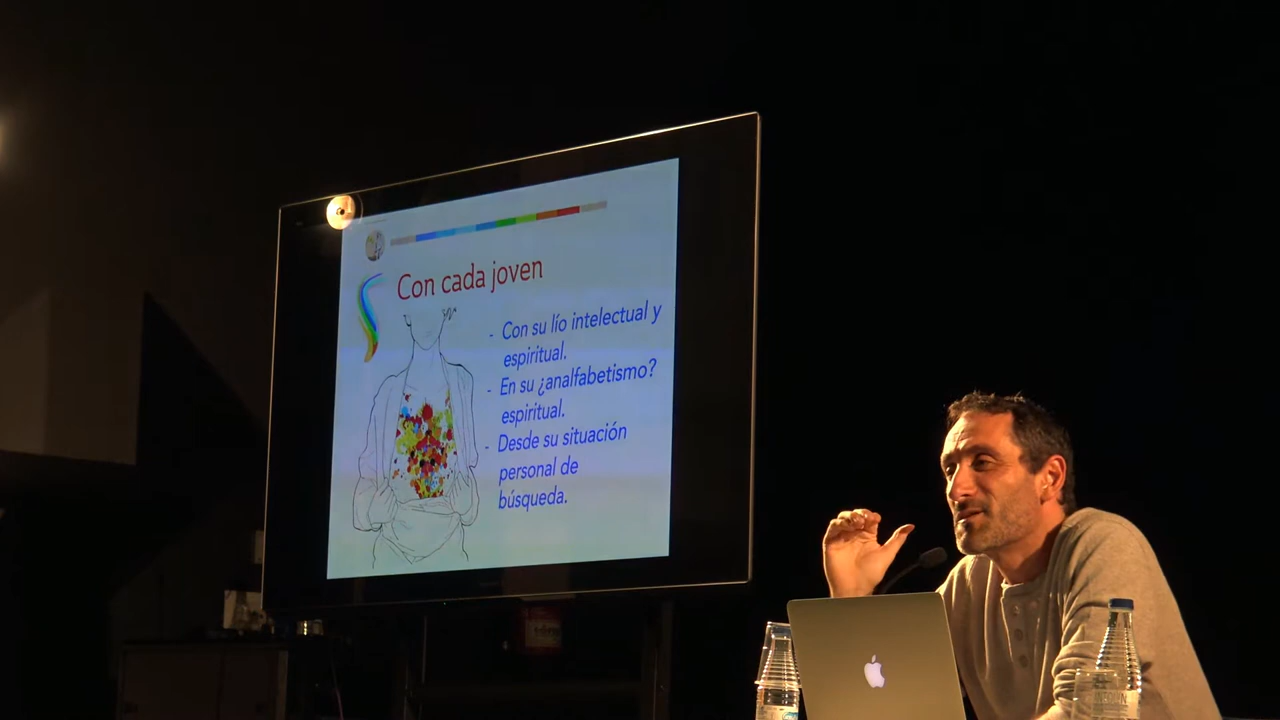 Con cada joven
- Con su lío intelectual y
espiritual.
- En su ¿analfabetismo?
espiritual.
- Desde su situación
personal de
búsqueda.